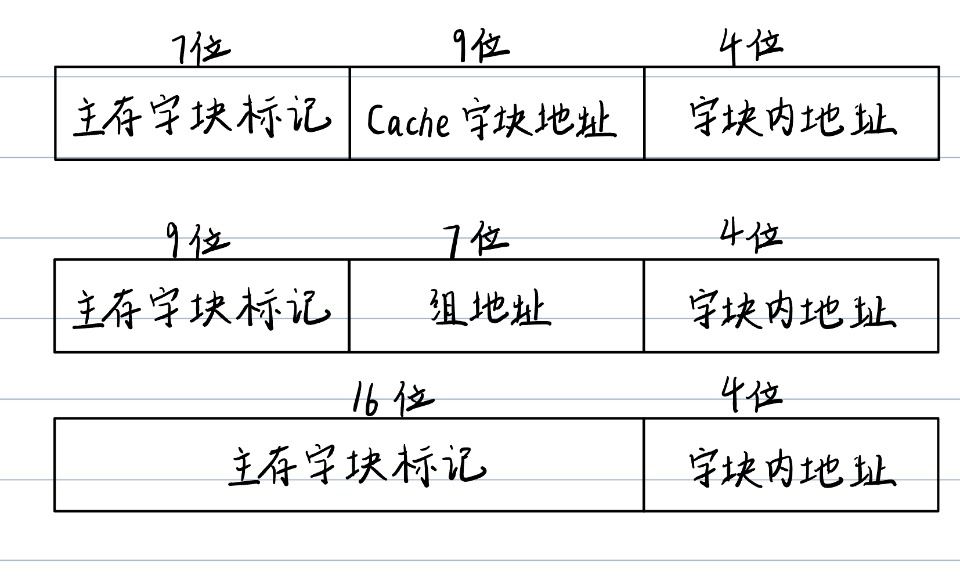 7位 9位 4位
主存字块标记 Cache 字块地址 字块内地址
9位 7位 4位
主存字块标记 组地址 字块内地址
16位 4位
主存字块标记 字块内地址